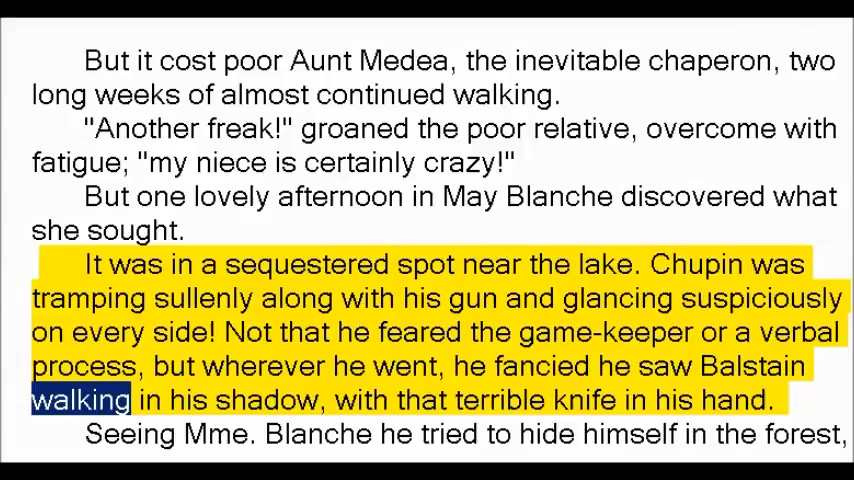 But it cost poor Aunt Medea, the inevitable chaperon, two
long weeks of almost continued walking.
"Another freak!" groaned the poor relative, overcome with
fatigue; "my niece is certainly crazy!"
But one lovely afternoon in May Blanche discovered what
she sought.
It was in a sequestered spot near the lake. Chupin was
tramping sullenly along with his gun and glancing suspiciously
on every side! Not that he feared the game-keeper or a verbal
process, but wherever he went, he fancied he saw Balstain
walking in his shadow, with that terrible knife in his hand.
Seeing Mme. Blanche he tried to hide himself in the forest,